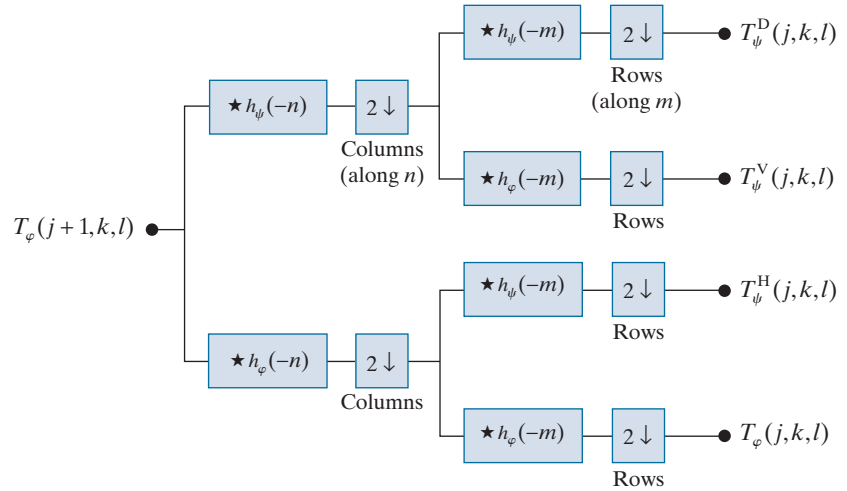 ★ h_ψ(−m)
2 ↓
T_ψ^D(j, k, l)
Rows
(along m)
★ h_ψ(−n)
2 ↓
Columns
(along n)
★ h_φ(−m)
2 ↓
T_ψ^V(j, k, l)
Rows
T_φ(j + 1, k, l)
★ h_ψ(−m)
2 ↓
T_ψ^H(j, k, l)
Rows
★ h_φ(−n)
2 ↓
Columns
★ h_φ(−m)
2 ↓
T_φ(j, k, l)
Rows